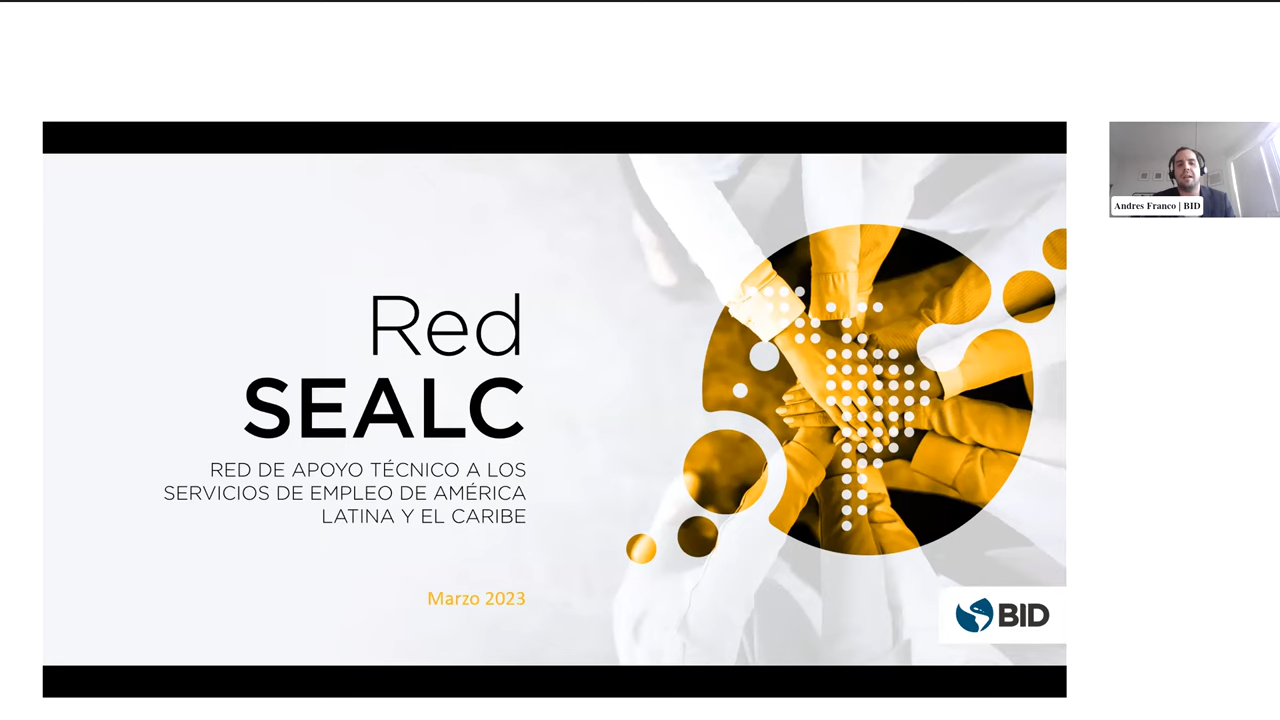 Red
SEALC
RED DE APOYO TÉCNICO A LOS
SERVICIOS DE EMPLEO DE AMÉRICA
LATINA Y EL CARIBE
Marzo 2023
BID
Andres Franco | BID